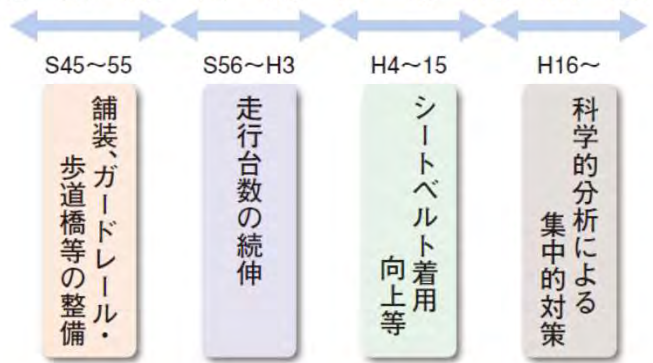 S45～55
舗装、ガードレール・
歩道橋等の整備
S56～H3
走行台数の続伸
H4～15
シートベルト着用
向上等
H16～
科学的分析による
集中的対策